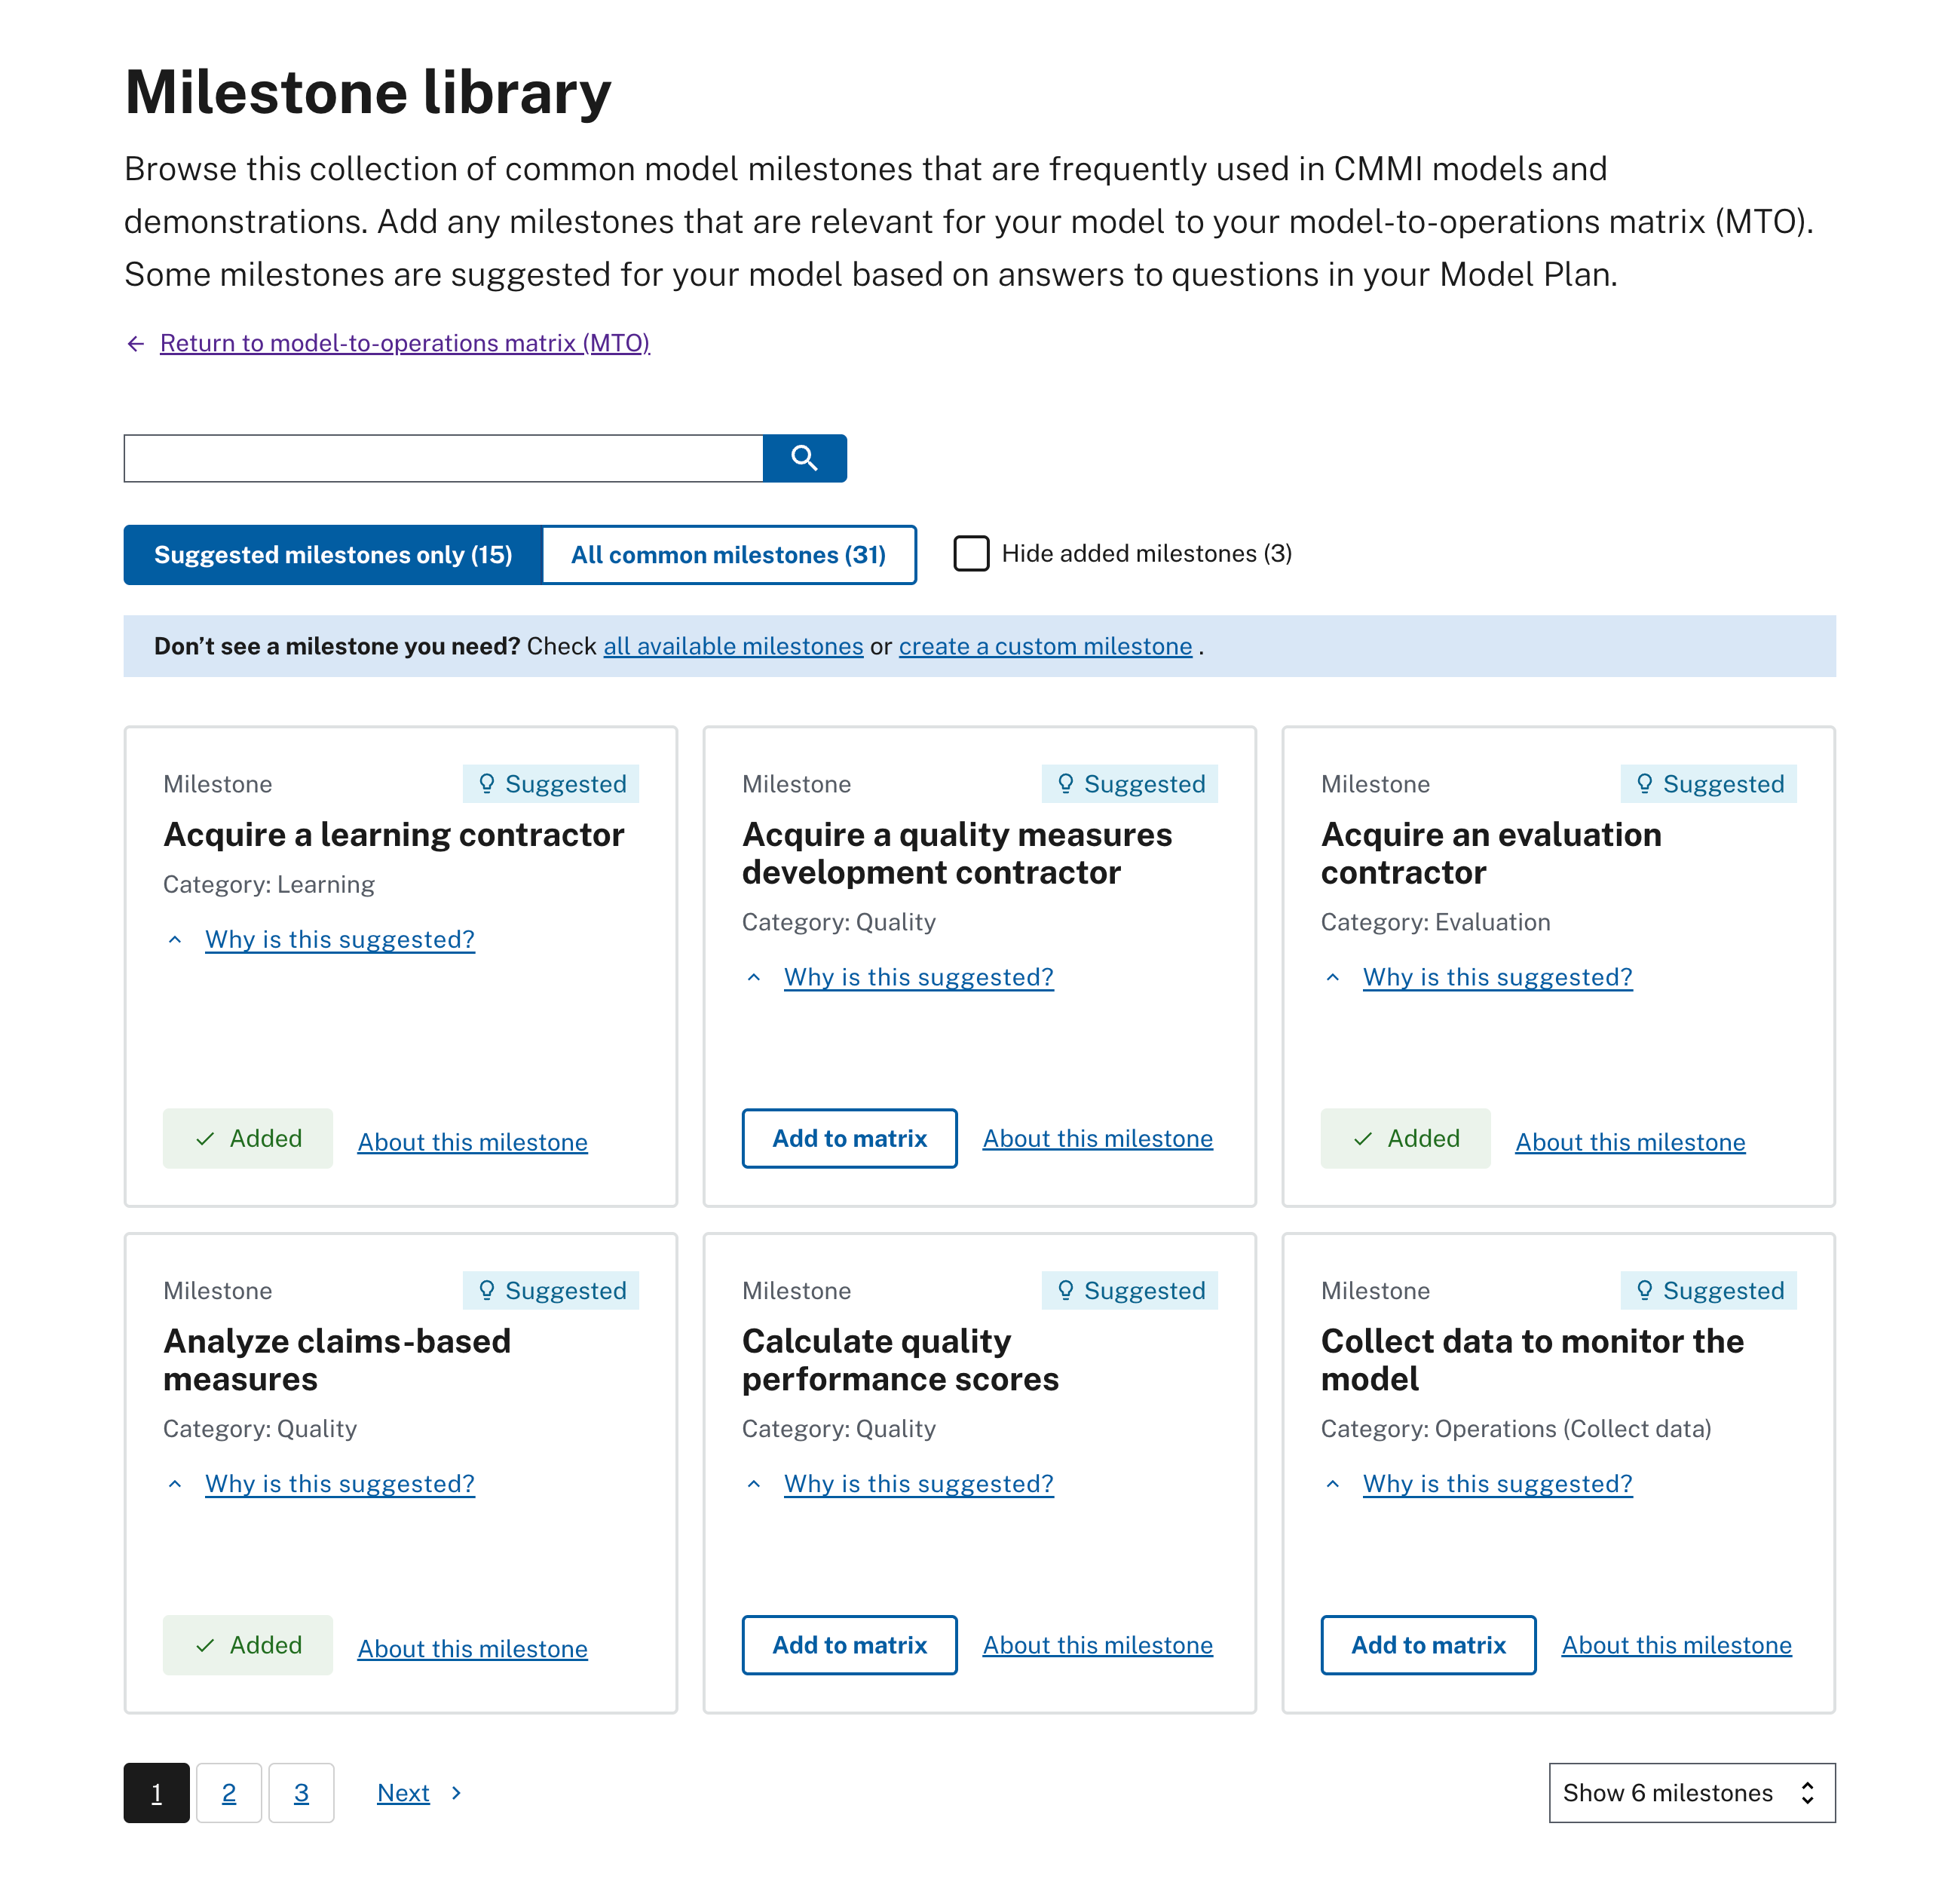 Milestone library
Browse this collection of common model milestones that are frequently used in CMMI models and
demonstrations. Add any milestones that are relevant for your model to your model-to-operations matrix (MTO).
Some milestones are suggested for your model based on answers to questions in your Model Plan.
Return to model-to-operations matrix (MTO)
Suggested milestones only (15) All common milestones (31) Hide added milestones (3)
Don’t see a milestone you need? Check all available milestones or create a custom milestone .
Milestone Suggested
Acquire a learning contractor
Category: Learning
Why is this suggested?
Added About this milestone
Milestone Suggested
Acquire a quality measures
development contractor
Category: Quality
Why is this suggested?
Add to matrix About this milestone
Milestone Suggested
Acquire an evaluation
contractor
Category: Evaluation
Why is this suggested?
Added About this milestone
Milestone Suggested
Analyze claims-based
measures
Category: Quality
Why is this suggested?
Added About this milestone
Milestone Suggested
Calculate quality
performance scores
Category: Quality
Why is this suggested?
Add to matrix About this milestone
Milestone Suggested
Collect data to monitor the
model
Category: Operations (Collect data)
Why is this suggested?
Add to matrix About this milestone
1 2 3 Next Show 6 milestones